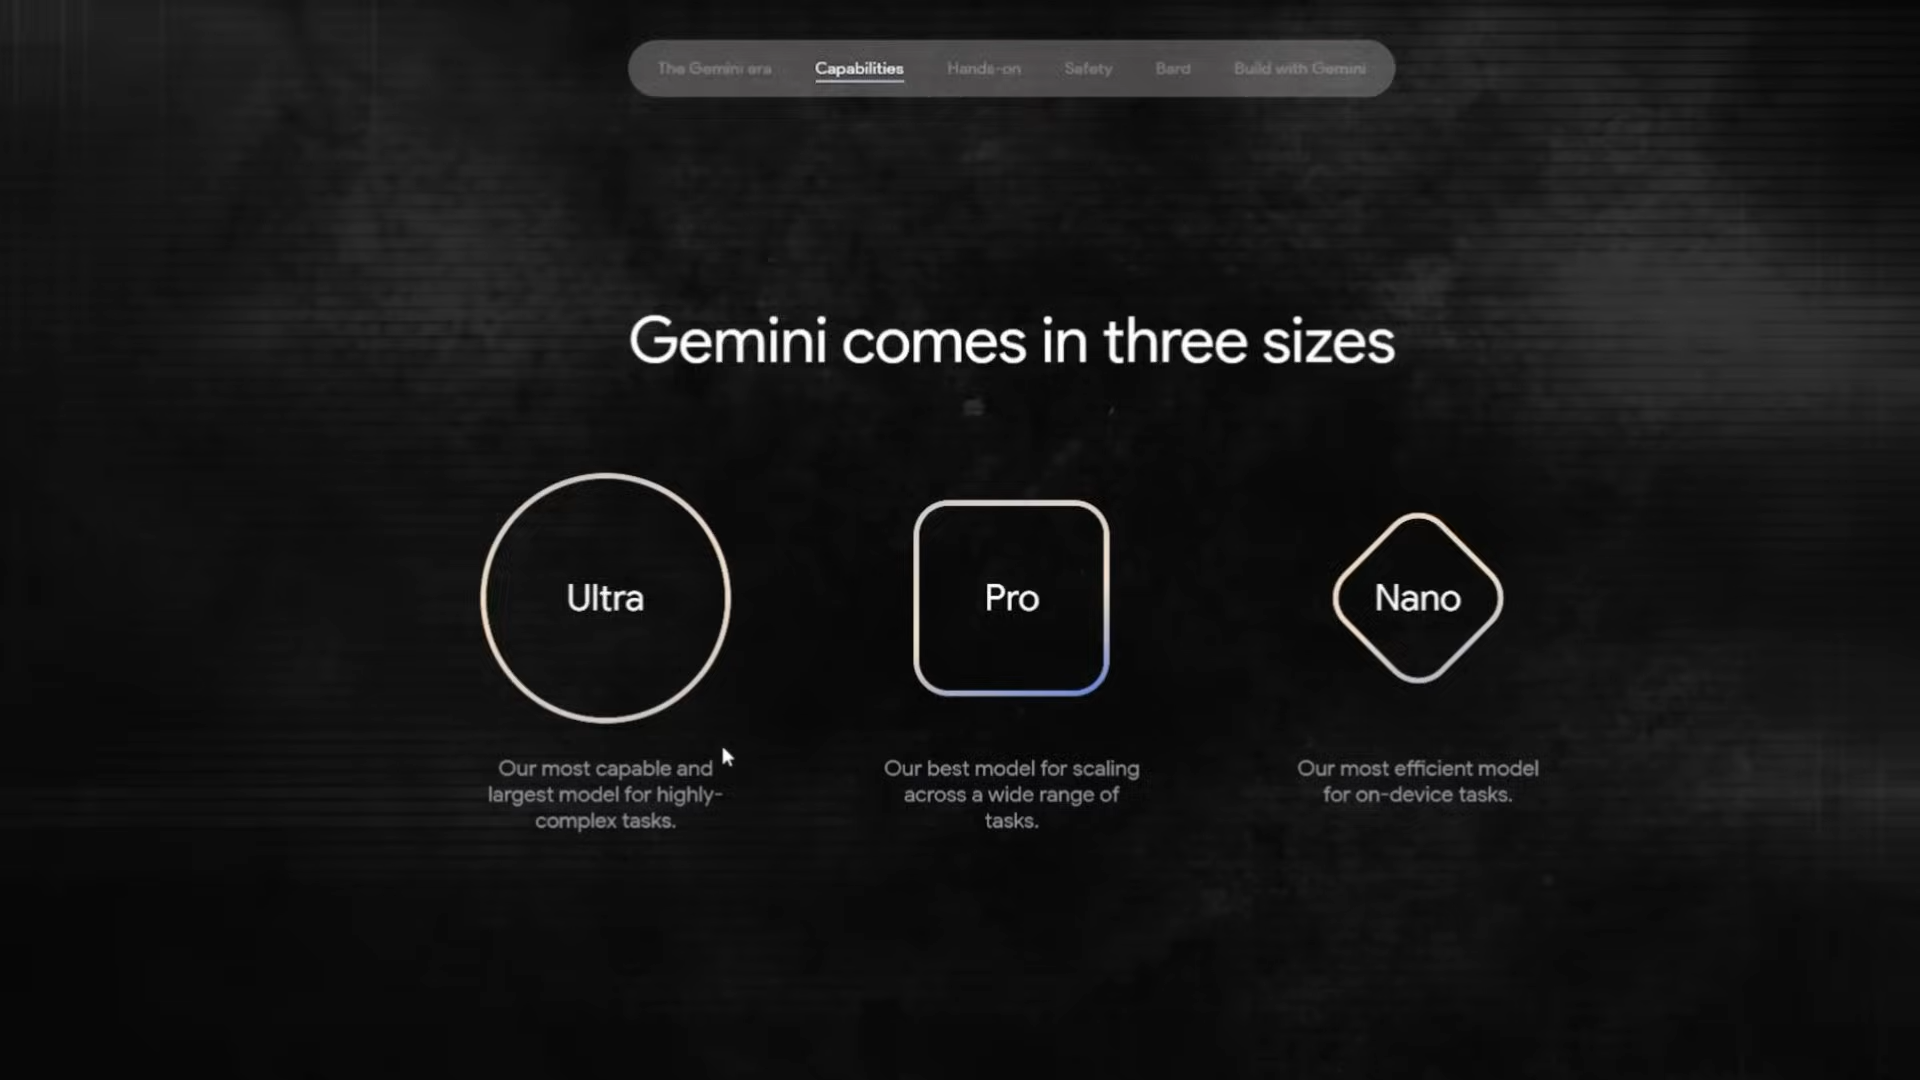 The Gemini era
Capabilities
Hands-on
Safety
Bard
Build with Gemini
Gemini comes in three sizes
Ultra
Pro
Nano
Our most capable and
largest model for highly-
complex tasks.
Our best model for scaling
across a wide range of
tasks.
Our most efficient model
for on-device tasks.